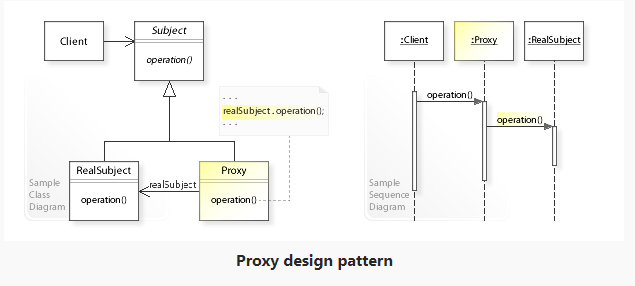 Client
Subject
operation()
. . .
realSubject.operation();
. . .
RealSubject
operation()
realSubject
Proxy
operation()
Sample
Class
Diagram
:Client
:Proxy
:RealSubject
operation()
operation()
Sample
Sequence
Diagram
Proxy design pattern